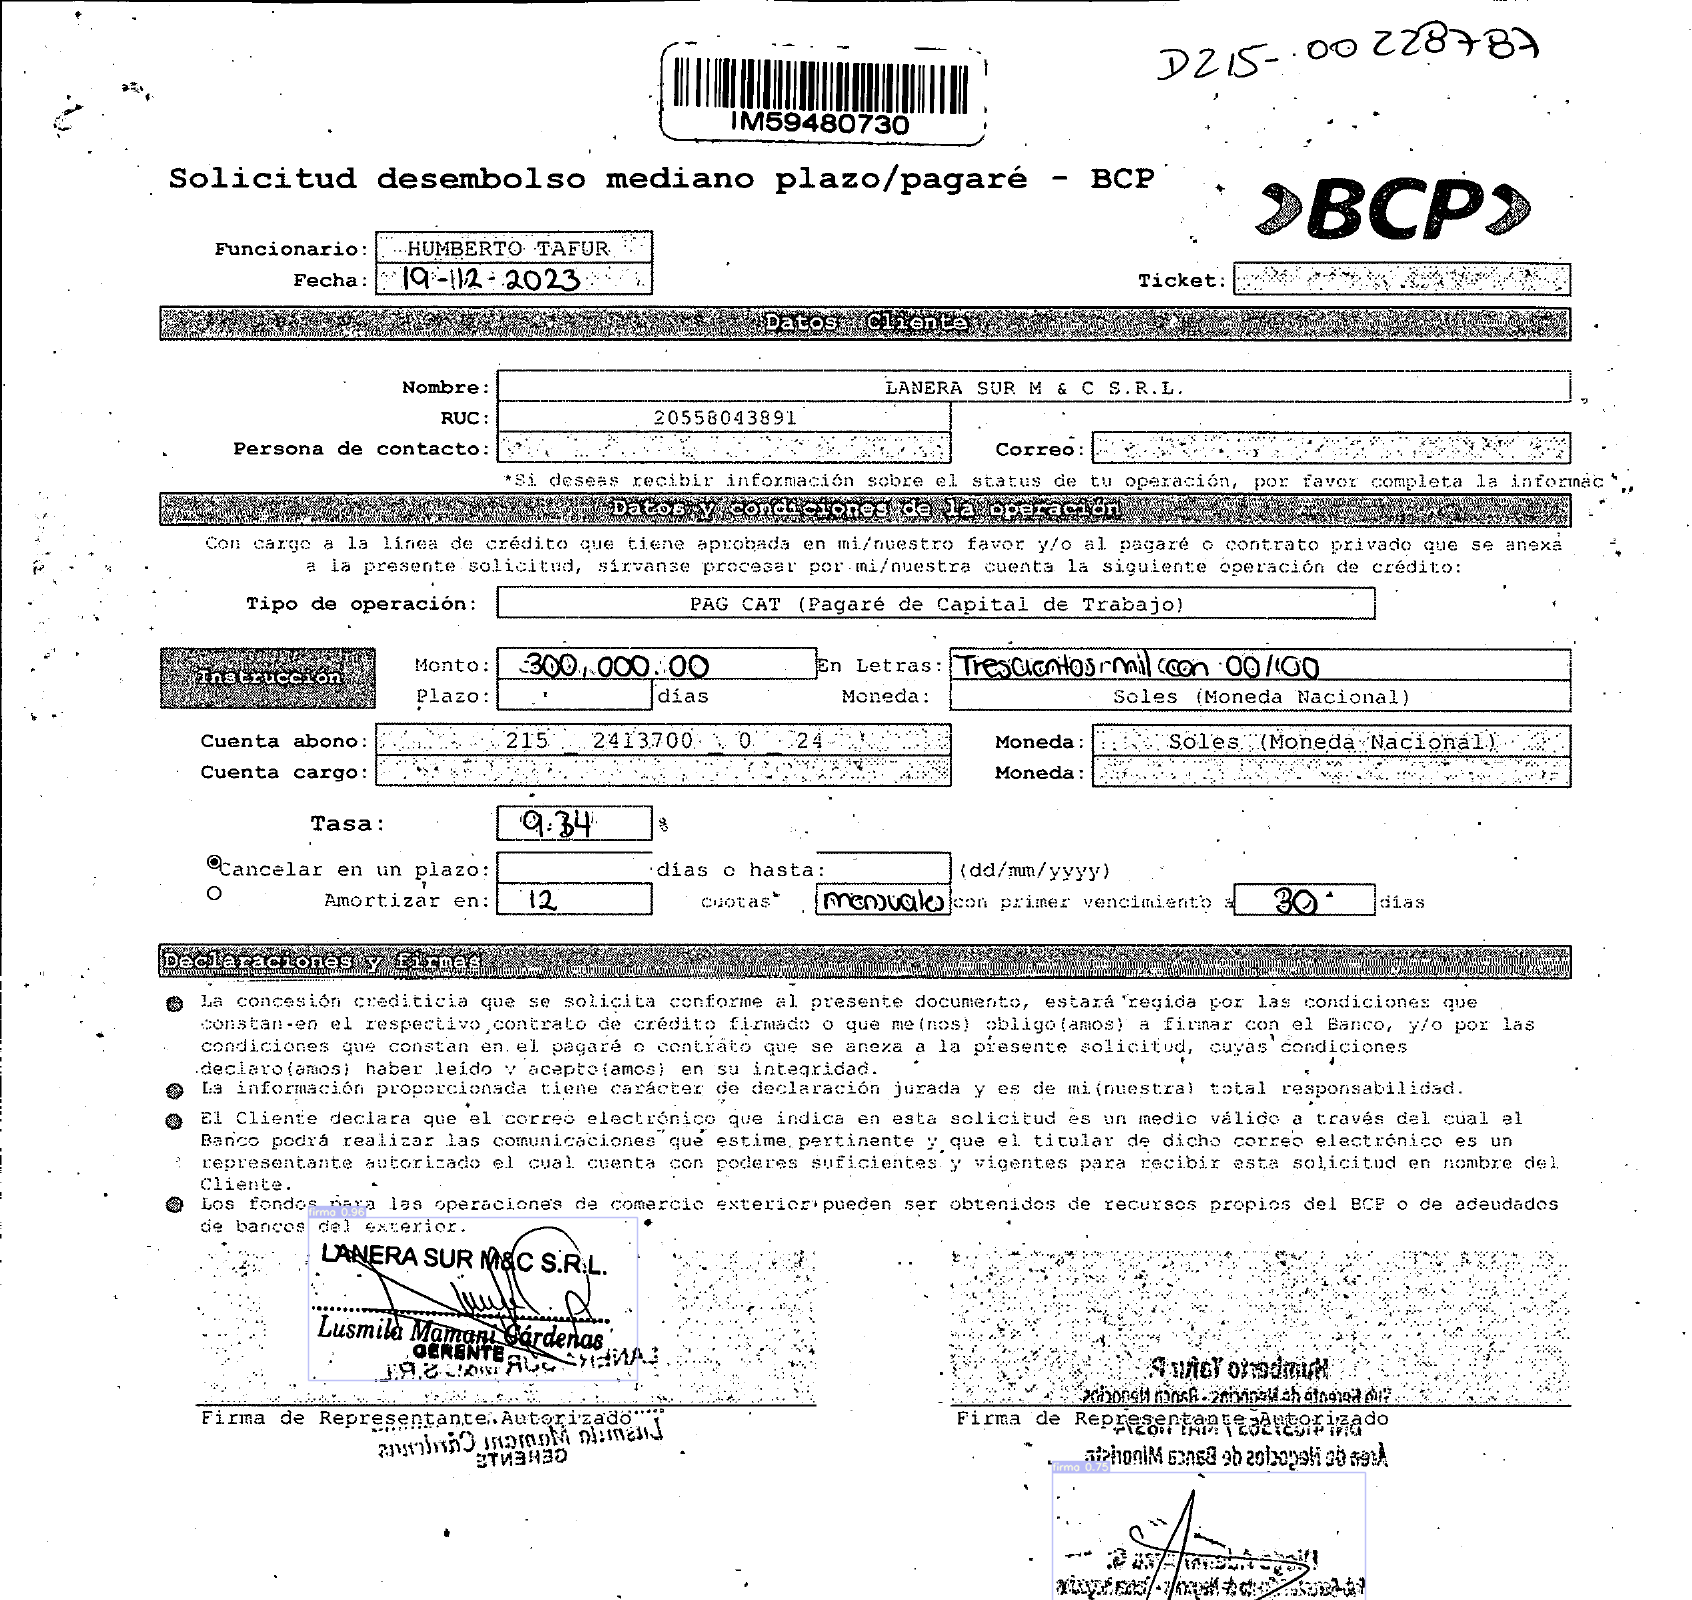 D215-00228787
IM59480730
Solicitud desembolso mediano plazo/pagaré - BCP
BCP
Funcionario: HUMBERTO TAFUR
Fecha: 19-12-2023
Ticket:
Datos Cliente
Nombre: LANERA SUR M & C S.R.L.
RUC: 20558043891
Persona de contacto: Correo:
*Si deseas recibir información sobre el status de tu operación, por favor completa la informac
Datos y condiciones de la operación
Con cargo a la línea de crédito que tiene aprobada en mi/nuestro favor y/o al pagaré o contrato privado que se anexa
a la presente solicitud, sírvanse procesar por mi/nuestra cuenta la siguiente operación de crédito:
Tipo de operación: PAG CAT (Pagaré de Capital de Trabajo)
Instrucción
Monto: 300,000.00 En Letras: Trescientos mil con 00/100
Plazo: días Moneda: Soles (Moneda Nacional)
Cuenta abono: 215 2413700 0 24 Moneda: Soles (Moneda Nacional)
Cuenta cargo: Moneda:
Tasa: 9.34 %
Cancelar en un plazo: días o hasta: (dd/mm/yyyy)
Amortizar en: 12 cuotas mensuales con primer vencimiento a 30 días
Declaraciones y firmas
La concesión crediticia que se solicita conforme al presente documento, estará regida por las condiciones que
constan en el respectivo contrato de crédito firmado o que me(nos) obligo(amos) a firmar con el Banco, y/o por las
condiciones que constan en el pagaré o contrato que se anexa a la presente solicitud, cuyas condiciones
declaro(amos) haber leído y acepto(amos) en su integridad.
La información proporcionada tiene carácter de declaración jurada y es de mi(nuestra) total responsabilidad.
El Cliente declara que el correo electrónico que indica en esta solicitud es un medio válido a través del cual el
Banco podrá realizar las comunicaciones que estime pertinente y que el titular de dicho correo electrónico es un
representante autorizado el cual cuenta con poderes suficientes y vigentes para recibir esta solicitud en nombre del
Cliente.
Los fondos para las operaciones de comercio exterior pueden ser obtenidos de recursos propios del BCP o de adeudados
de bancos del exterior.
firma 0.96
LANERA SUR M&C S.R.L.
Lusmila Mamani Cárdenas
GERENTE
LANERA SUR M&C S.R.L
Humberto Tafur P
Sub Gerente de Negocios - Banca Negocios
Firma de Representante Autorizado
Firma de Representante Autorizado
Lusmila Mamani Cárdenas
GERENTE
Área de Negocios de Banca Minorista
firma 0.75